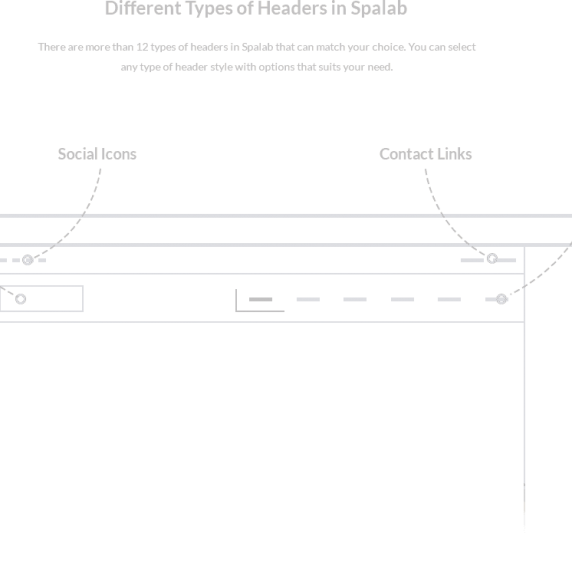 Different Types of Headers in Spalab
There are more than 12 types of headers in Spalab that can match your choice. You can select
any type of header style with options that suits your need.
Social Icons
Contact Links